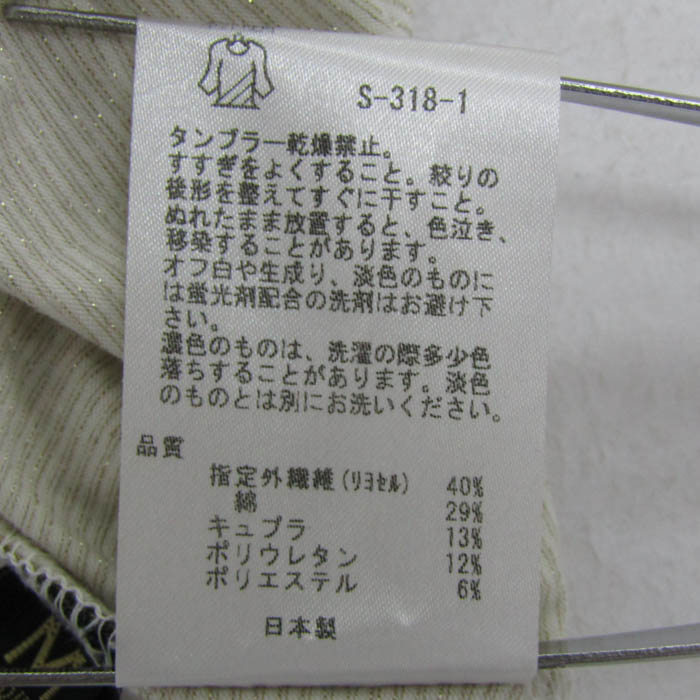 S-318-1
タンブラー乾燥禁止。
すすぎをよくすること。絞りの
後形を整えてすぐに干すこと。
ぬれたまま放置すると、色泣き、
移染することがあります。
オフ白や生成り、淡色のものに
は蛍光剤配合の洗剤はお避け下
さい。
濃色のものは、洗濯の際多少色
落ちすることがあります。淡色
のものとは別にお洗いください。
品質
指定外繊維(リヨセル) 40%
綿 29%
キュプラ 13%
ポリウレタン 12%
ポリエステル 6%
日本製